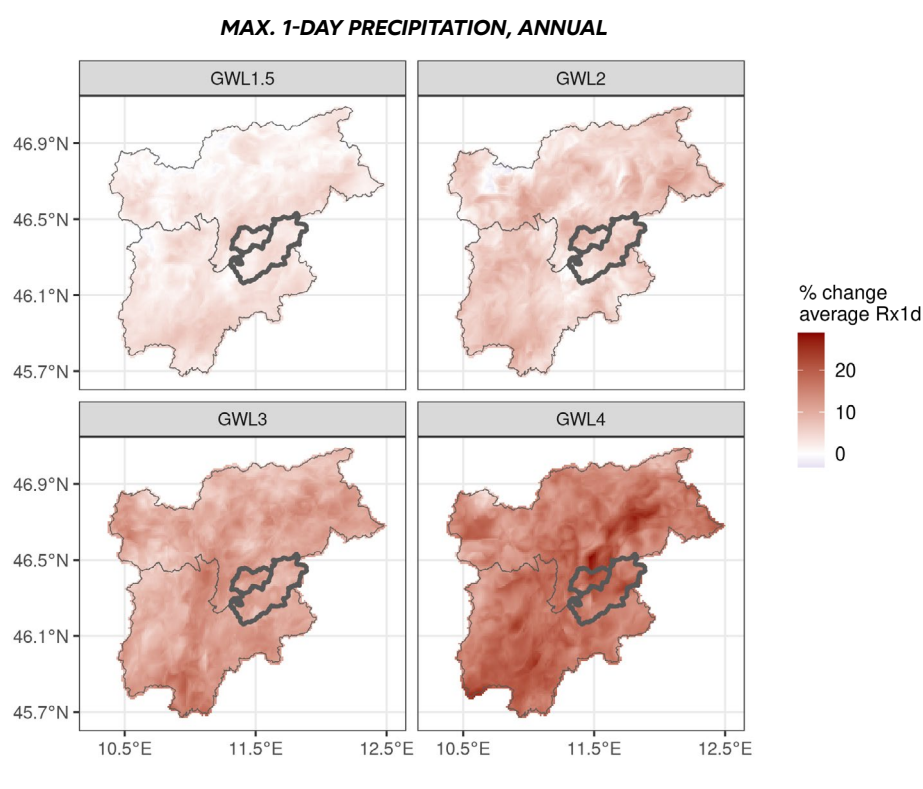 MAX. 1-DAY PRECIPITATION, ANNUAL
GWL1.5
GWL2
46.9°N
46.5°N
46.1°N
45.7°N
% change
average Rx1d
20
10
0
GWL3
GWL4
46.9°N
46.5°N
46.1°N
45.7°N
10.5°E
11.5°E
12.5°E
10.5°E
11.5°E
12.5°E